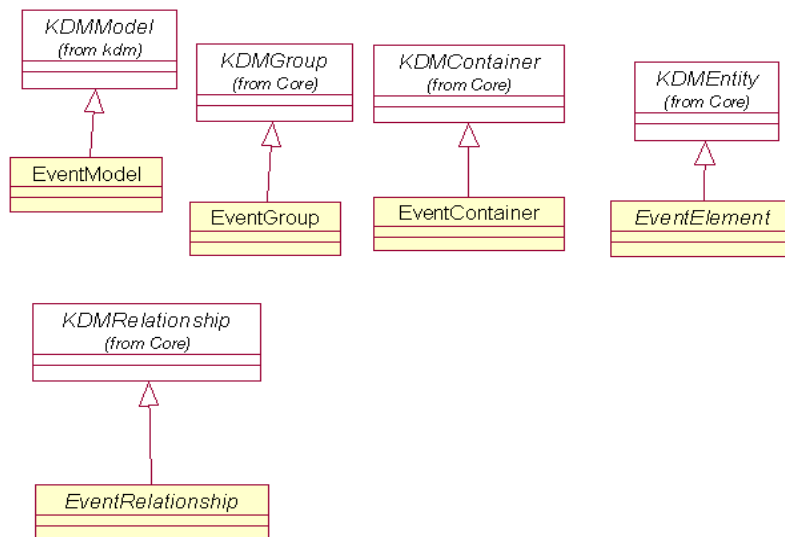 KDMModel
(from kdm)
KDMGroup
(from Core)
KDMContainer
(from Core)
KDMEntity
(from Core)
EventModel
EventGroup
EventContainer
EventElement
KDMRelationship
(from Core)
EventRelationship